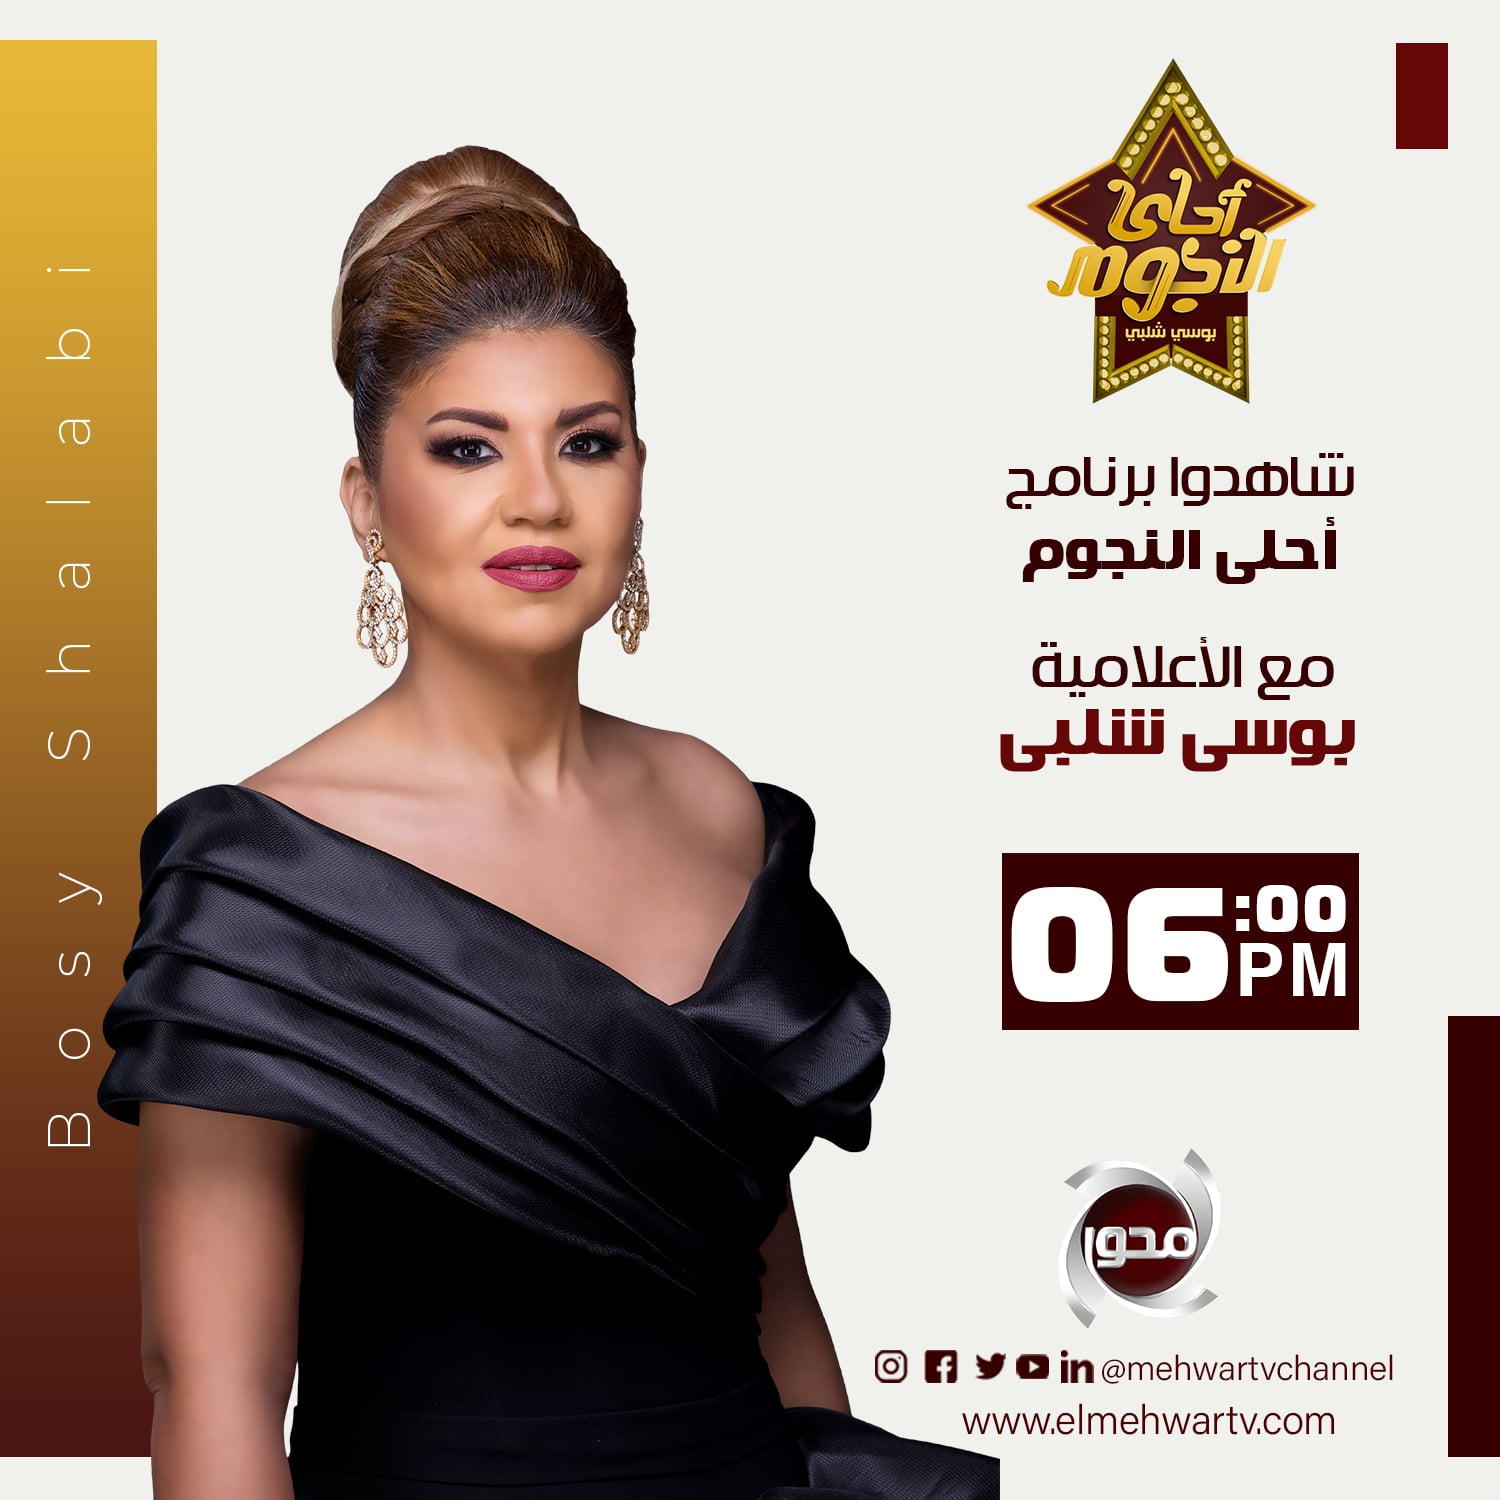 Bosy Shalabi
أحلى
النجوم
بوسي شلبي
شاهدوا برنامج
أحلى النجوم
مع الأعلامية
بوسى شلبى
06:00
PM
محور
@mehwartvchannel
www.elmehwartv.com